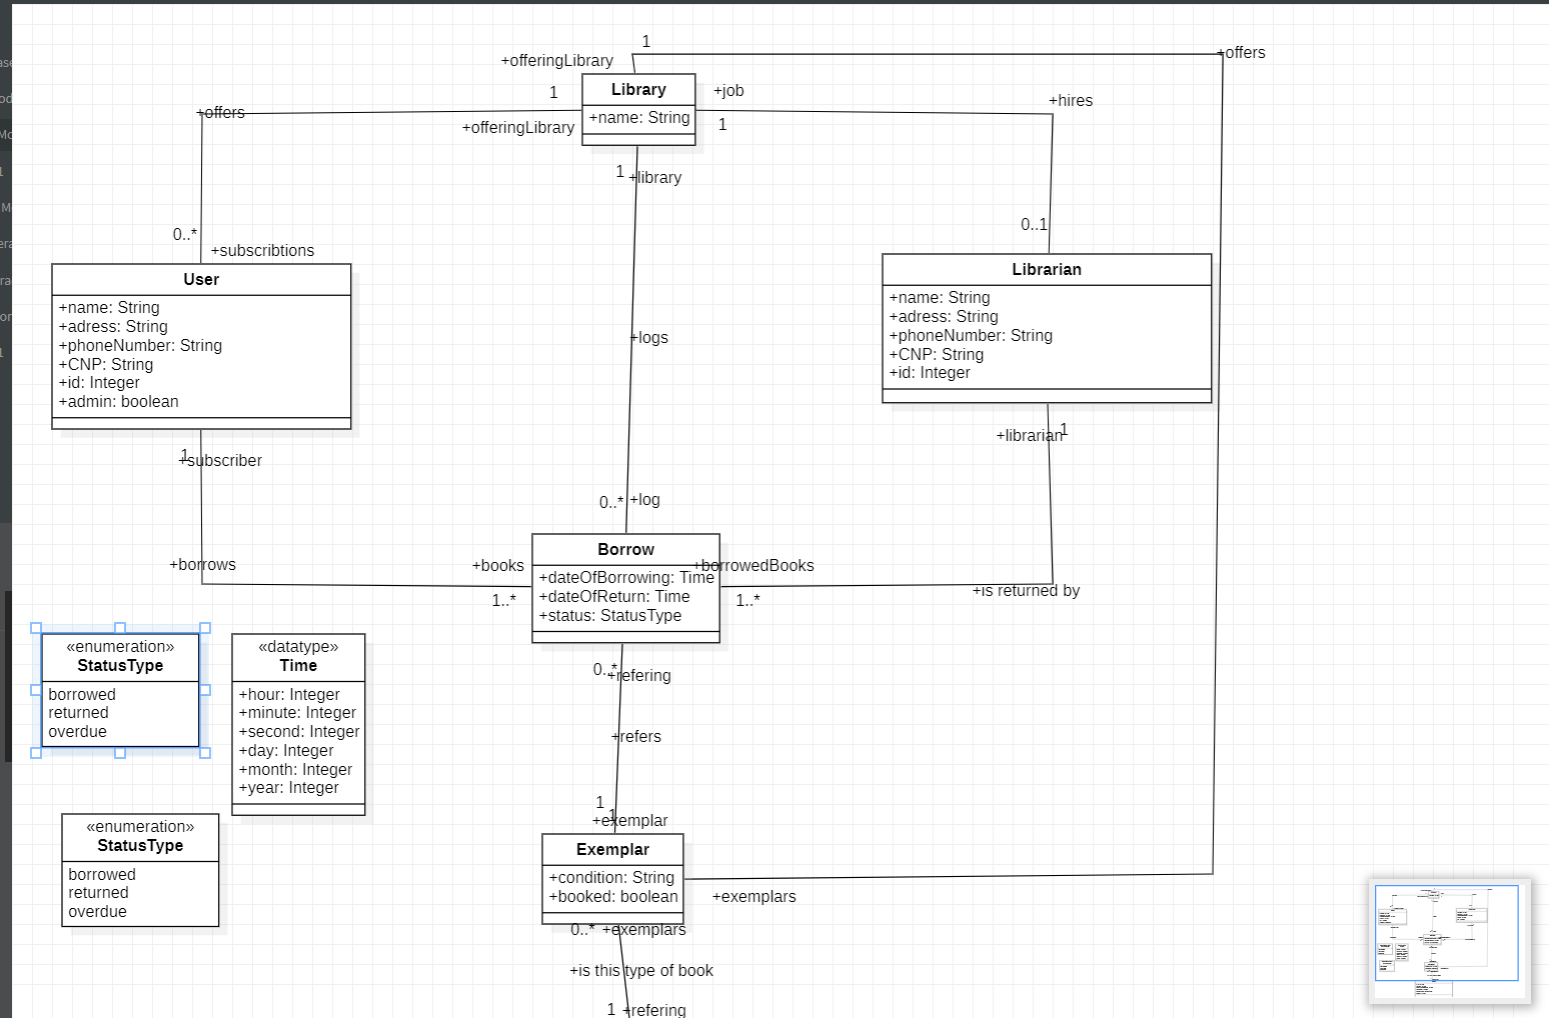 1
+offers
+offeringLibrary
Library
+name: String
1
+job
+hires
+offers
+offeringLibrary
1
1
+library
0..1
0..*
+subscribtions
User
+name: String
+adress: String
+phoneNumber: String
+CNP: String
+id: Integer
+admin: boolean
Librarian
+name: String
+adress: String
+phoneNumber: String
+CNP: String
+id: Integer
+logs
1
+subscriber
1
+librarian
0..*
+log
+borrows
+books
1..*
Borrow
+dateOfBorrowing: Time
+dateOfReturn: Time
+status: StatusType
+borrowedBooks
1..*
+is returned by
«enumeration»
StatusType
borrowed
returned
overdue
«datatype»
Time
+hour: Integer
+minute: Integer
+second: Integer
+day: Integer
+month: Integer
+year: Integer
0..*
+refering
+refers
1
1
+exemplar
«enumeration»
StatusType
borrowed
returned
overdue
Exemplar
+condition: String
+booked: boolean
+exemplars
0..*
+exemplars
+is this type of book
1
+refering